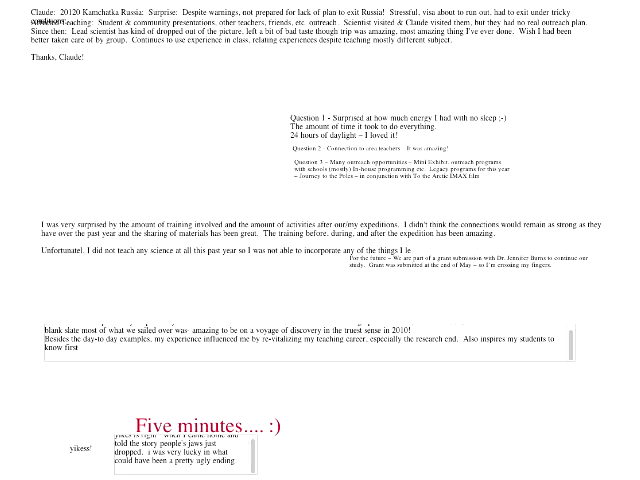 Claude: 20120 Kamchatka Russia: Surprise: Despite warnings, not prepared for lack of plan to exit Russia! Stressful, visa about to run out, had to exit under tricky
Teaching: Student & community presentations, other teachers, friends, etc. outreach. Scientist visited & Claude visited them, but they had no real outreach plan.
Since then: Lead scientist has kind of dropped out of the picture, left a bit of bad taste though trip was amazing, most amazing thing I've ever done. Wish I had been
better taken care of by group. Continues to use experience in class, relating experiences despite teaching mostly different subject.
Thanks, Claude!
Question 1 - Surprised at how much energy I had with no sleep ;-)
The amount of time it took to do everything.
24 hours of daylight – I loved it!
Question 2 - Connection to area teachers - It was amazing!
Question 3 – Many outreach opportunities – Mini Exhibit, outreach programs
with schools (mostly) In-house programming etc Legacy programs for this year
– Journey to the Poles – in conjunction with To the Arctic IMAX film
I was very surprised by the amount of training involved and the amount of activities after our/my expeditions. I didn't think the connections would remain as strong as they
have over the past year and the sharing of materials has been great. The training before, during, and after the expedition has been amazing.
Unfortunatel, I did not teach any science at all this past year so I was not able to incorporate any of the things I le
For the future – We are part of a grant submission with Dr. Jennifer Burns to continue our
study. Grant was submitted at the end of May – so I'm crossing my fingers.
blank slate most of what we sailed over was- amazing to be on a voyage of discovery in the truest sense in 2010!
Besides the day-to day examples, my experience influenced me by re-vitalizing my teaching career, especially the research end. Also inspires my students to
know first
Five minutes.... :)
yikes is right when I came home and
yikess!
told the story people's jaws just
dropped. I was very lucky in what
could have been a pretty ugly ending